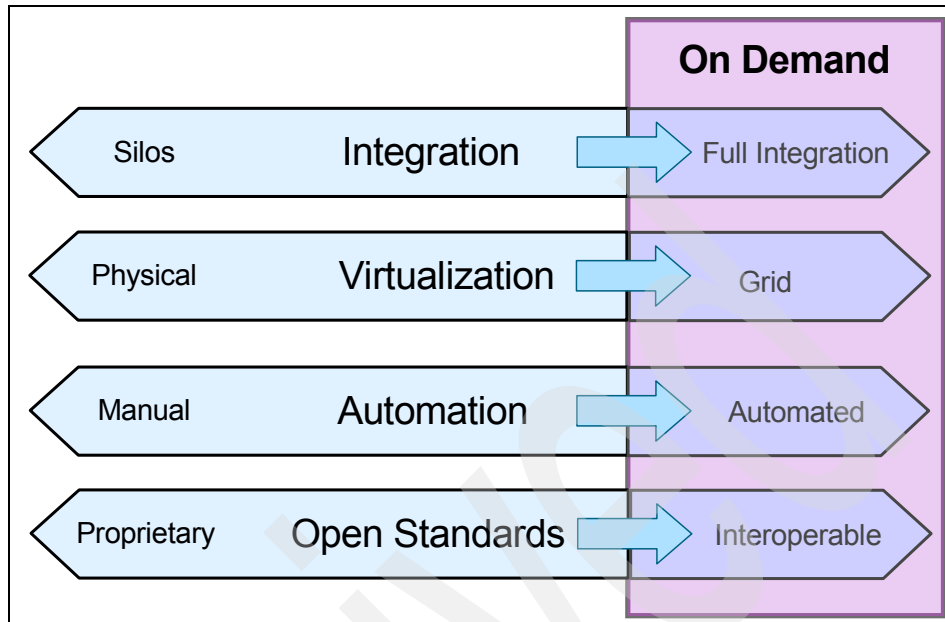 On Demand
Silos Integration Full Integration
Physical Virtualization Grid
Manual Automation Automated
Proprietary Open Standards Interoperable